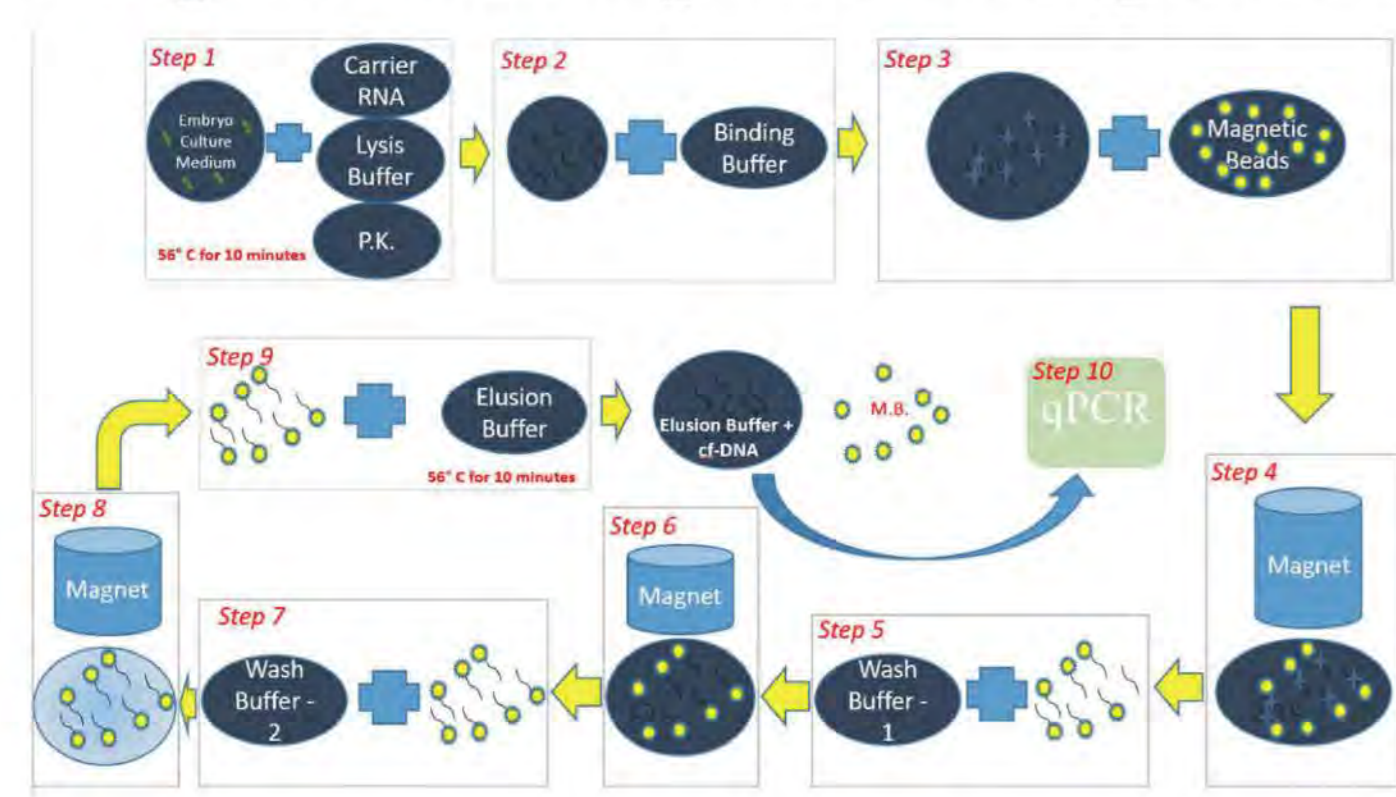 Step 1
Embryo
Culture
Medium
Carrier
RNA
Lysis
Buffer
P.K.
56° C for 10 minutes
Step 2
Binding
Buffer
Step 3
Magnetic
Beads
Step 4
Magnet
Step 5
Wash
Buffer -
1
Step 6
Magnet
Step 7
Wash
Buffer -
2
Step 8
Magnet
Step 9
Elusion
Buffer
56° C for 10 minutes
Elusion Buffer +
cf-DNA
M.B.
Step 10
qPCR